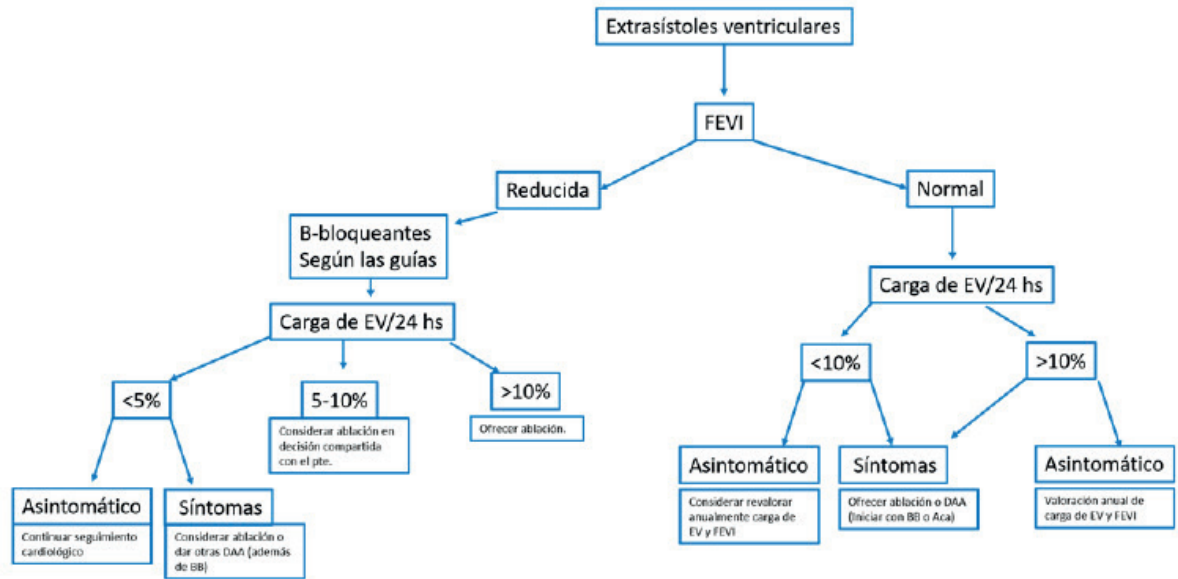 Extrasístoles ventriculares
FEVI
Reducida
Normal
B-bloqueantes
Según las guías
Carga de EV/24 hs
Carga de EV/24 hs
<10%
>10%
<5%
5-10%
>10%
Considerar ablación en
decisión compartida
con el pte.
Ofrecer ablación.
Asintomático
Síntomas
Asintomático
Considerar revalorar
anualmente carga de
EV y FEVI
Ofrecer ablación o DAA
(Iniciar con BB o Aca)
Valoración anual de
carga de EV y FEVI
Asintomático
Síntomas
Continuar seguimiento
cardiológico
Considerar ablación o
dar otras DAA (además
de BB)